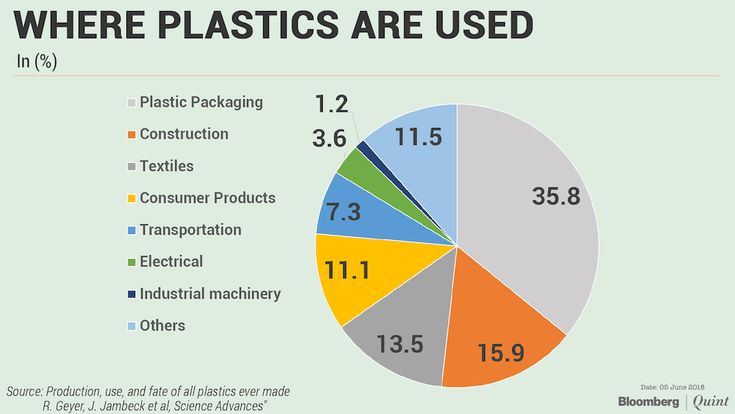 WHERE PLASTICS ARE USED
In (%)
Plastic Packaging
Construction
Textiles
Consumer Products
Transportation
Electrical
Industrial machinery
Others
1.2
3.6
11.5
7.3
35.8
11.1
13.5
15.9
Source: Production, use, and fate of all plastics ever made
R. Geyer, J. Jambeck et al, Science Advances"
Date: 05 June 2018
Bloomberg | Quint